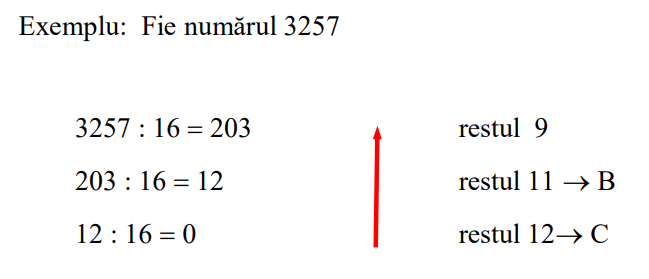 Exemplu: Fie numărul 3257
3257 : 16 = 203 restul 9
203 : 16 = 12 restul 11 → B
12 : 16 = 0 restul 12→ C